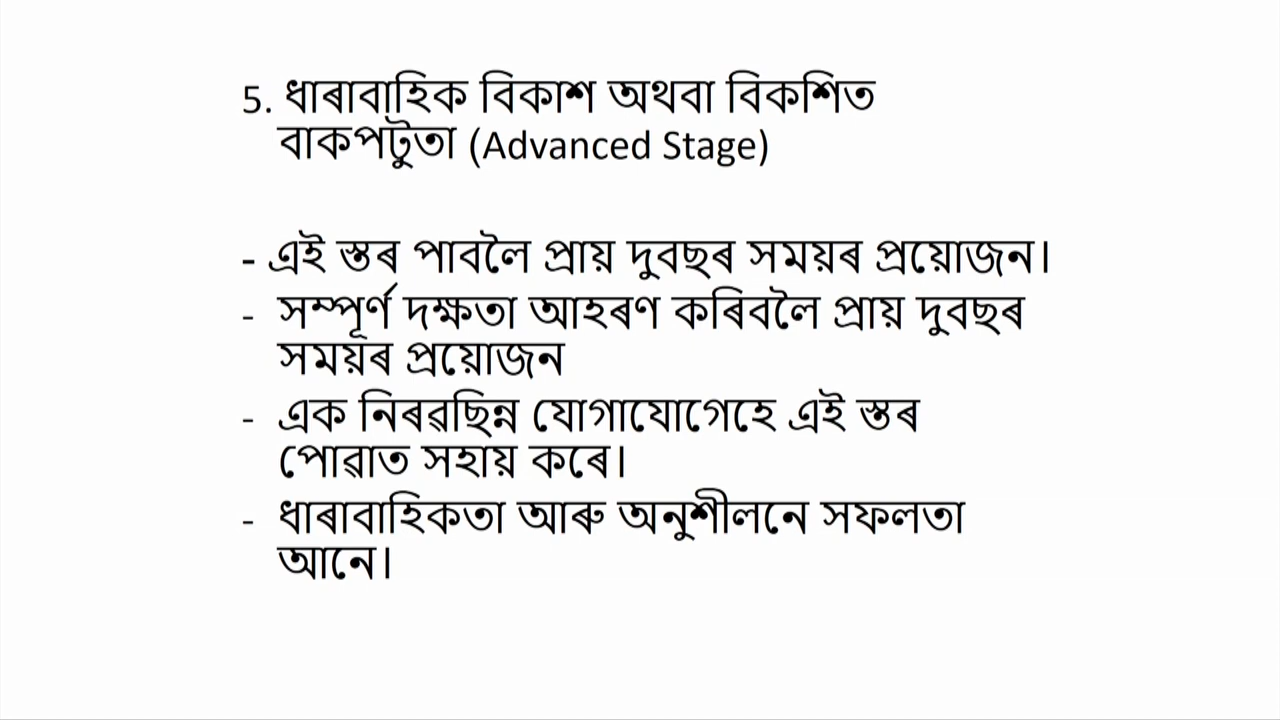 5. ধাৰাবাহিক বিকাশ অথবা বিকশিত
বাকপটুতা (Advanced Stage)
- এই স্তৰ পাবলৈ প্ৰায় দুবছৰ সময়ৰ প্ৰয়োজন।
- সম্পূৰ্ণ দক্ষতা আহৰণ কৰিবলৈ প্ৰায় দুবছৰ
সময়ৰ প্ৰয়োজন
- এক নিৰৱছিন্ন যোগাযোগেহে এই স্তৰ
পোৱাত সহায় কৰে।
- ধাৰাবাহিকতা আৰু অনুশীলনে সফলতা
আনে।